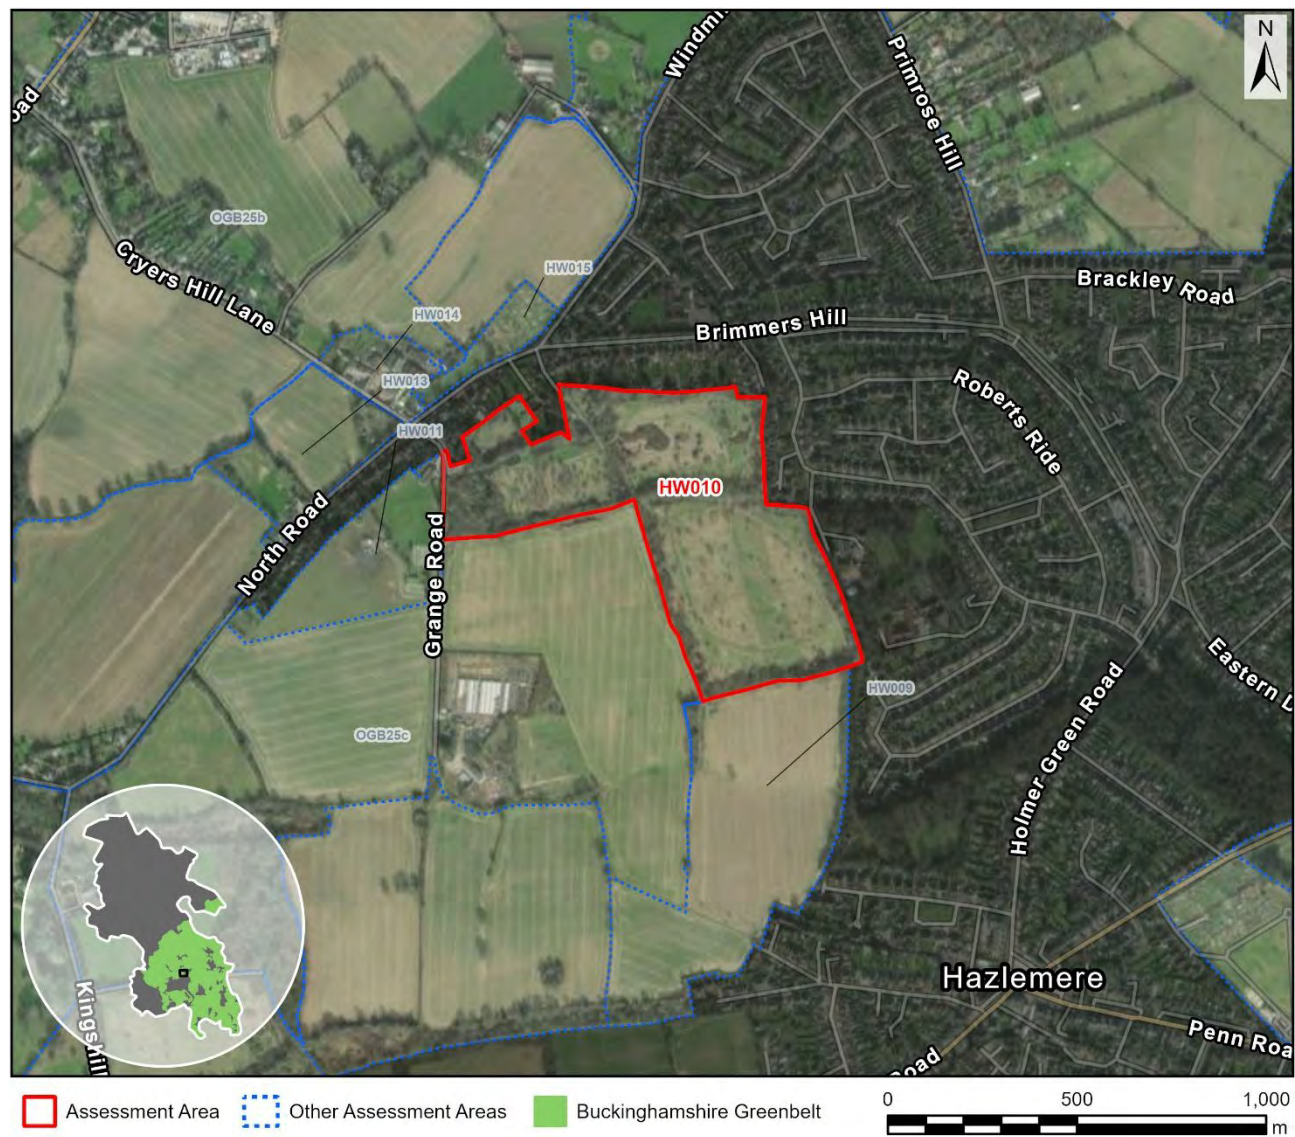 N
Windmi
Primrose Hill
oad
OGB25b
Cryers Hill Lane
HW015
Brackley Road
HW014
Brimmers Hill
HW013
Roberts Ride
HW011
HW010
North Road
Grange Road
Eastern D
HW009
OGB25c
Holmer Green Road
Hazlemere
Kingshill
Penn Roa
Road
Assessment Area
Other Assessment Areas
Buckinghamshire Greenbelt
0 500 1,000
m